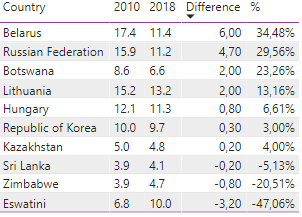 Country 2010 2018 Difference %
Belarus 17.4 11.4 6,00 34,48%
Russian Federation 15.9 11.2 4,70 29,56%
Botswana 8.6 6.6 2,00 23,26%
Lithuania 15.2 13.2 2,00 13,16%
Hungary 12.1 11.3 0,80 6,61%
Republic of Korea 10.0 9.7 0,30 3,00%
Kazakhstan 5.0 4.8 0,20 4,00%
Sri Lanka 3.9 4.1 -0,20 -5,13%
Zimbabwe 3.9 4.7 -0,80 -20,51%
Eswatini 6.8 10.0 -3,20 -47,06%